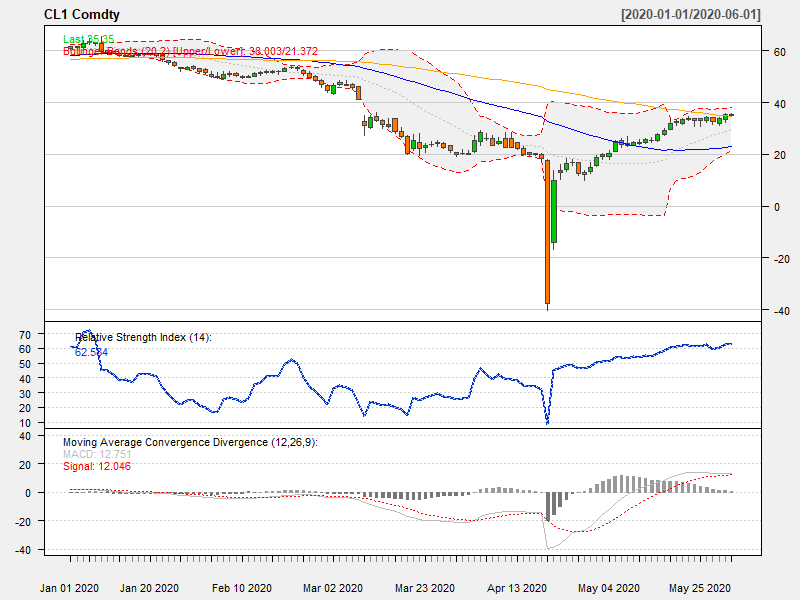 CL1 Comdty [2020-01-01/2020-06-01]
Last 35.35
Bollinger Bands (20,2) [Upper/Lower]: 38.003/21.372
60
40
20
0
-20
-40
Relative Strength Index (14):
62.584
70
60
50
40
30
20
10
Moving Average Convergence Divergence (12,26,9):
MACD: 12.751
Signal: 12.046
40
20
0
-20
-40
Jan 01 2020 Jan 20 2020 Feb 10 2020 Mar 02 2020 Mar 23 2020 Apr 13 2020 May 04 2020 May 25 2020